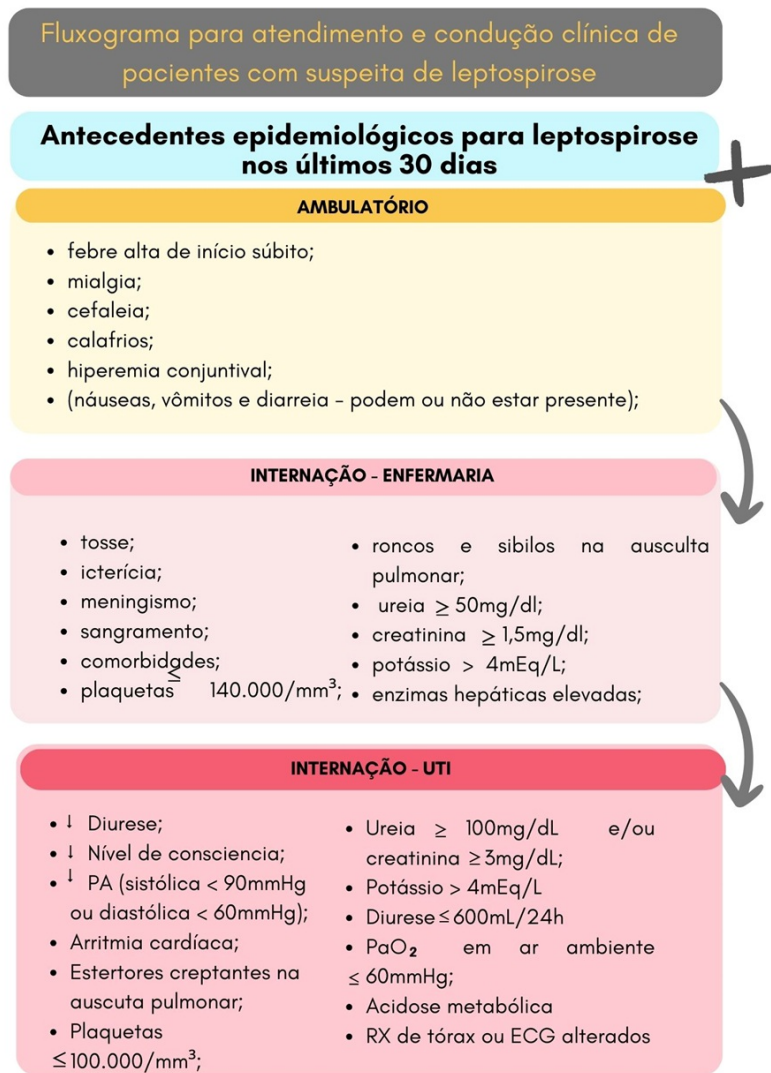 Fluxograma para atendimento e condução clínica de
pacientes com suspeita de leptospirose
Antecedentes epidemiológicos para leptospirose
nos últimos 30 dias
+
AMBULATÓRIO
• febre alta de início súbito;
• mialgia;
• cefaleia;
• calafrios;
• hiperemia conjuntival;
• (náuseas, vômitos e diarreia - podem ou não estar presente);
INTERNAÇÃO - ENFERMARIA
• tosse;
• icterícia;
• meningismo;
• sangramento;
• comorbidades;
• plaquetas ≤ 140.000/mm³;
• roncos e sibilos na ausculta
pulmonar;
• ureia ≥ 50mg/dl;
• creatinina ≥ 1,5mg/dl;
• potássio > 4mEq/L;
• enzimas hepáticas elevadas;
INTERNAÇÃO - UTI
• ↓ Diurese;
• ↓ Nível de consciencia;
• ↓ PA (sistólica < 90mmHg
ou diastólica < 60mmHg);
• Arritmia cardíaca;
• Estertores creptantes na
auscuta pulmonar;
• Plaquetas
≤100.000/mm³;
• Ureia ≥ 100mg/dL e/ou
creatinina ≥3mg/dL;
• Potássio > 4mEq/L
• Diurese ≤600mL/24h
• PaO₂ em ar ambiente
≤ 60mmHg;
• Acidose metabólica
• RX de tórax ou ECG alterados